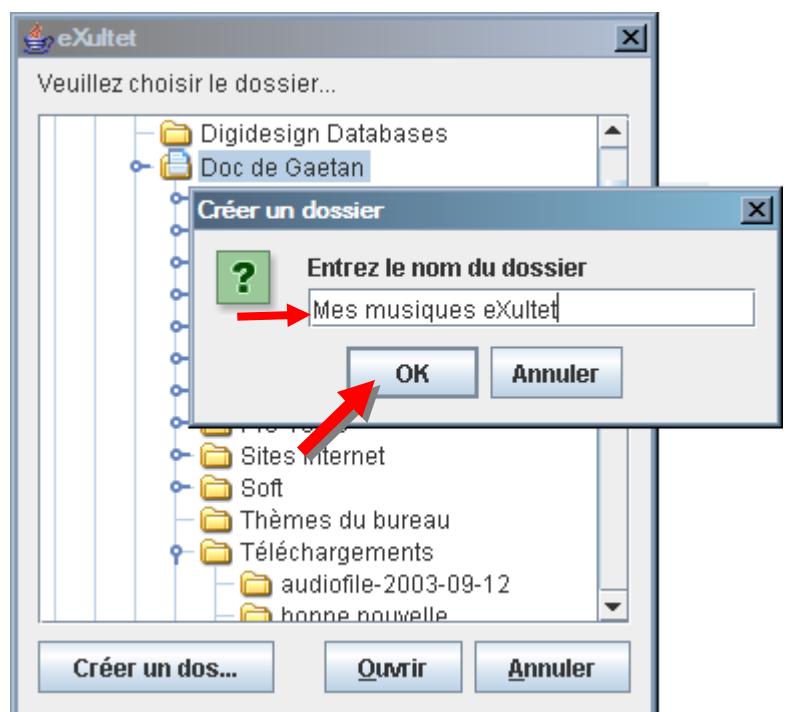 eXultet
Veuillez choisir le dossier...
Digidesign Databases
Doc de Gaetan
Créer un dossier
?
Entrez le nom du dossier
Mes musiques eXultet
OK
Annuler
Sites Internet
Soft
Thèmes du bureau
Téléchargements
audiofile-2003-09-12
bonne nouvelle
Créer un dos...
Ouvrir
Annuler